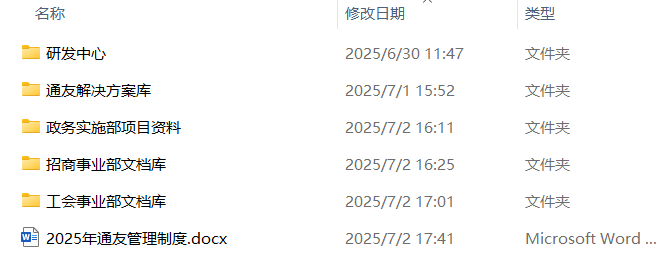 名称 修改日期 类型
研发中心 2025/6/30 11:47 文件夹
通友解决方案库 2025/7/1 15:52 文件夹
政务实施部项目资料 2025/7/2 16:11 文件夹
招商事业部文档库 2025/7/2 16:25 文件夹
工会事业部文档库 2025/7/2 17:01 文件夹
2025年通友管理制度.docx 2025/7/2 17:41 Microsoft Word ...